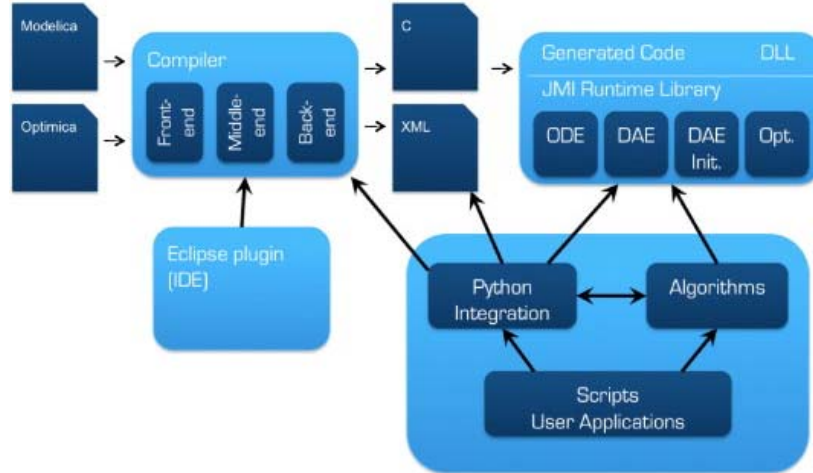 Modelica
Optimica
Compiler
Front-
end
Middle-
end
Back-
end
C
XML
Generated Code DLL
JMI Runtime Library
ODE
DAE
DAE
Init.
Opt.
Eclipse plugin
(IDE)
Python
Integration
Algorithms
Scripts
User Applications